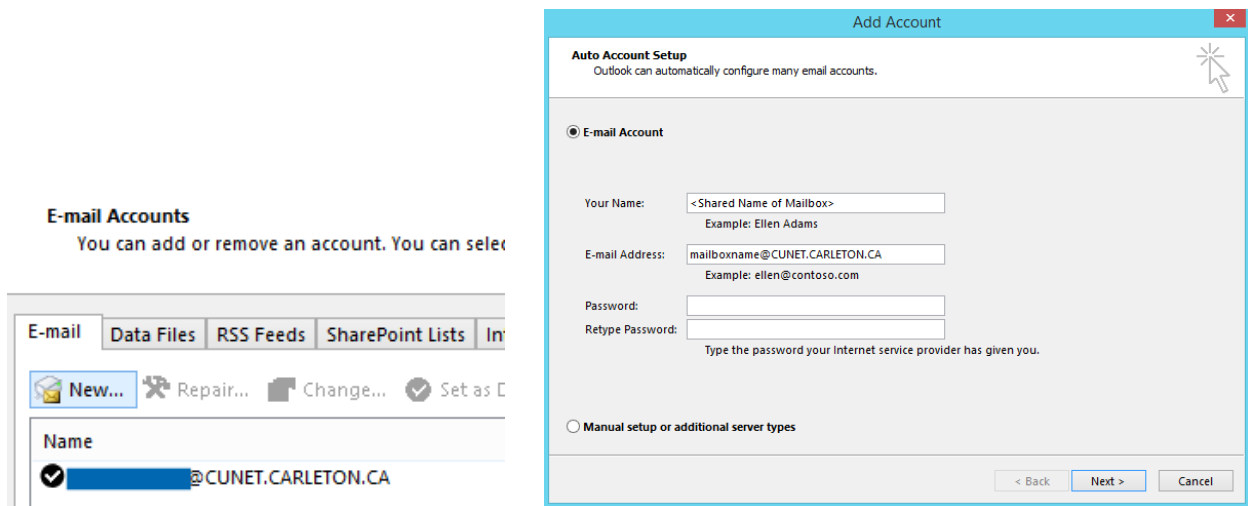 E-mail Accounts
You can add or remove an account. You can selec
E-mail Data Files RSS Feeds SharePoint Lists Int
New... Repair... Change... Set as D
Name
@CUNET.CARLETON.CA
Add Account
Auto Account Setup
Outlook can automatically configure many email accounts.
E-mail Account
Your Name: <Shared Name of Mailbox>
Example: Ellen Adams
E-mail Address: mailboxname@CUNET.CARLETON.CA
Example: ellen@contoso.com
Password:
Retype Password:
Type the password your Internet service provider has given you.
Manual setup or additional server types
< Back Next > Cancel